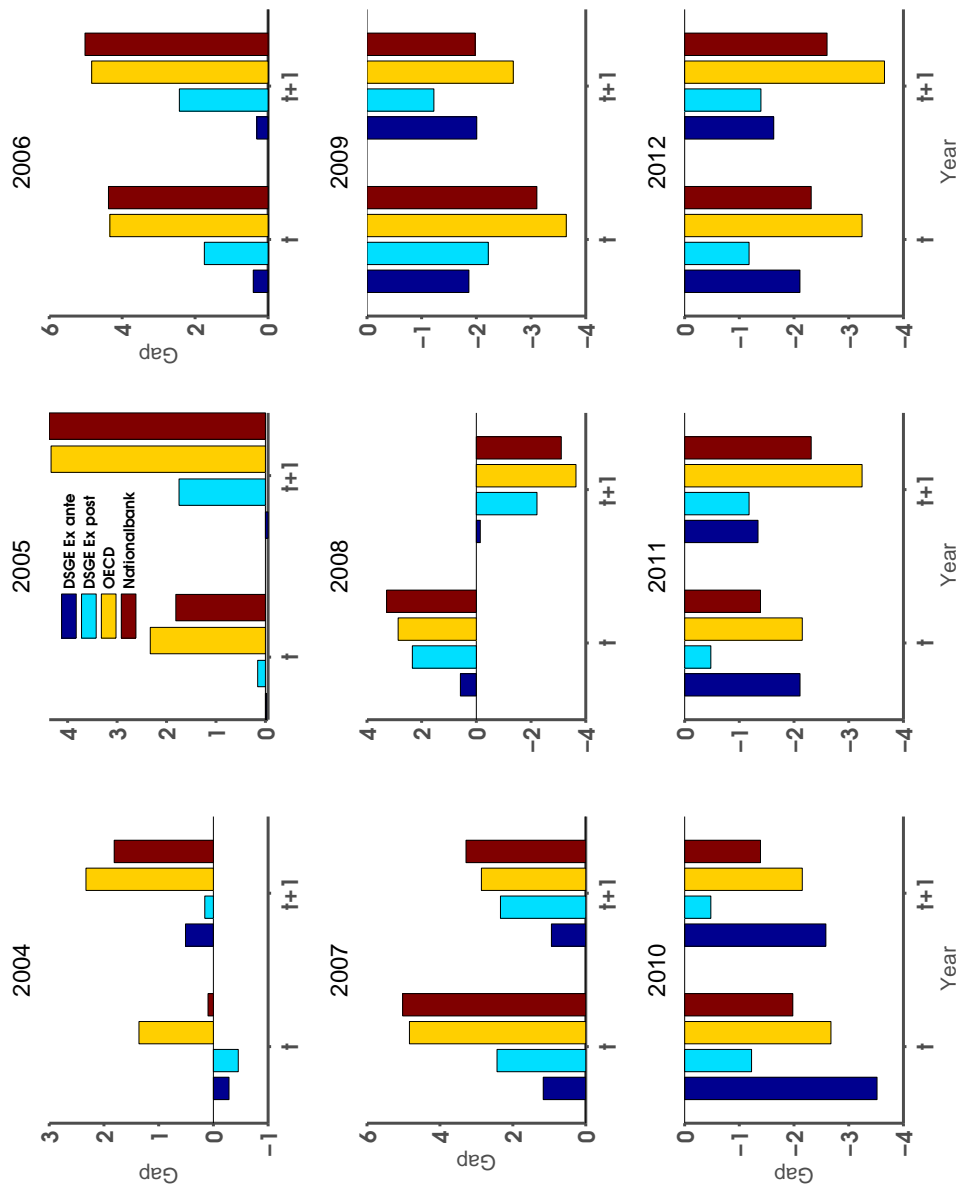 2004
3
2
1
0
−1
Gap
t
t+1
2005
4
3
2
1
0
DSGE Ex ante
DSGE Ex post
OECD
Nationalbank
t
t+1
2006
6
4
2
0
Gap
t
t+1
2007
6
4
2
0
Gap
t
t+1
2008
4
2
0
−2
−4
t
t+1
2009
0
−1
−2
−3
−4
t
t+1
2010
0
−1
−2
−3
−4
Gap
t
t+1
Year
2011
0
−1
−2
−3
−4
t
t+1
Year
2012
0
−1
−2
−3
−4
t
t+1
Year